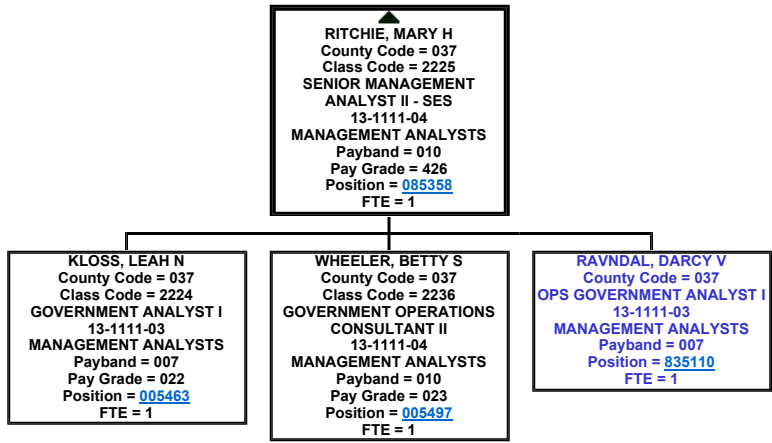 RITCHIE, MARY H
County Code = 037
Class Code = 2225
SENIOR MANAGEMENT
ANALYST II - SES
13-1111-04
MANAGEMENT ANALYSTS
Payband = 010
Pay Grade = 426
Position = 085358
FTE = 1
KLOSS, LEAH N
County Code = 037
Class Code = 2224
GOVERNMENT ANALYST I
13-1111-03
MANAGEMENT ANALYSTS
Payband = 007
Pay Grade = 022
Position = 005463
FTE = 1
WHEELER, BETTY S
County Code = 037
Class Code = 2236
GOVERNMENT OPERATIONS
CONSULTANT II
13-1111-04
MANAGEMENT ANALYSTS
Payband = 010
Pay Grade = 023
Position = 005497
FTE = 1
RAVNDAL, DARCY V
County Code = 037
OPS GOVERNMENT ANALYST I
13-1111-03
MANAGEMENT ANALYSTS
Payband = 007
Position = 835110
FTE = 1